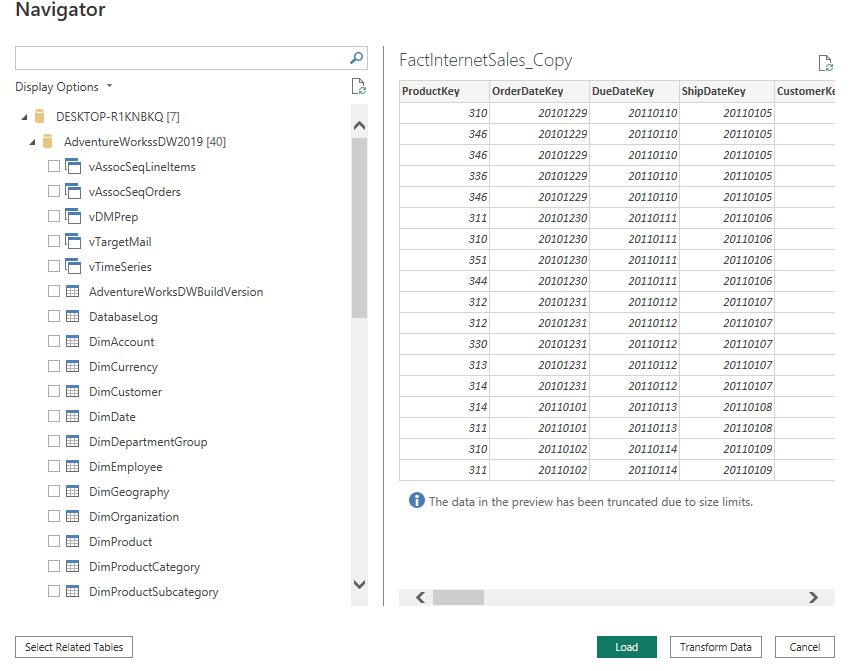 Navigator
Display Options
DESKTOP-R1KNBKQ [7]
AdventureWorkssDW2019 [40]
vAssocSeqLineItems
vAssocSeqOrders
vDMPrep
vTargetMail
vTimeSeries
AdventureWorksDWBuildVersion
DatabaseLog
DimAccount
DimCurrency
DimCustomer
DimDate
DimDepartmentGroup
DimEmployee
DimGeography
DimOrganization
DimProduct
DimProductCategory
DimProductSubcategory
FactInternetSales_Copy
ProductKey OrderDateKey DueDateKey ShipDateKey CustomerKe
310 20101229 20110110 20110105
346 20101229 20110110 20110105
346 20101229 20110110 20110105
336 20101229 20110110 20110105
346 20101229 20110110 20110105
311 20101230 20110111 20110106
310 20101230 20110111 20110106
351 20101230 20110111 20110106
344 20101230 20110111 20110106
312 20101231 20110112 20110107
312 20101231 20110112 20110107
330 20101231 20110112 20110107
313 20101231 20110112 20110107
314 20101231 20110112 20110107
314 20110101 20110113 20110108
311 20110101 20110113 20110108
310 20110102 20110114 20110109
311 20110102 20110114 20110109
The data in the preview has been truncated due to size limits.
Select Related Tables
Load
Transform Data
Cancel